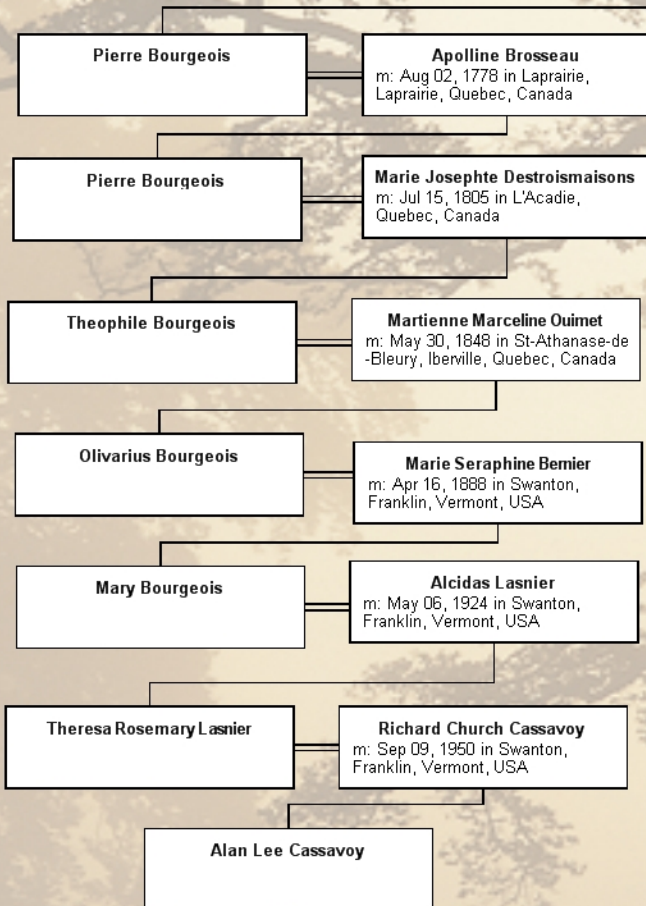 Pierre Bourgeois
Apolline Brosseau
m: Aug 02, 1778 in Laprairie,
Laprairie, Quebec, Canada
Pierre Bourgeois
Marie Josephte Destroismaisons
m: Jul 15, 1805 in L'Acadie,
Quebec, Canada
Theophile Bourgeois
Martienne Marceline Ouimet
m: May 30, 1848 in St-Athanase-de
-Bleury, Iberville, Quebec, Canada
Olivarius Bourgeois
Marie Seraphine Bernier
m: Apr 16, 1888 in Swanton,
Franklin, Vermont, USA
Mary Bourgeois
Alcidas Lasnier
m: May 06, 1924 in Swanton,
Franklin, Vermont, USA
Theresa Rosemary Lasnier
Richard Church Cassavoy
m: Sep 09, 1950 in Swanton,
Franklin, Vermont, USA
Alan Lee Cassavoy